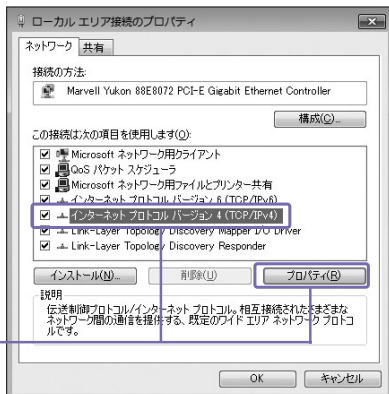 ローカル エリア接続のプロパティ
ネットワーク 共有
接続の方法:
Marvell Yukon 88E8072 PCI-E Gigabit Ethernet Controller
構成(C)...
この接続は次の項目を使用します(O):
Microsoft ネットワーク用クライアント
QoS パケット スケジューラ
Microsoft ネットワーク用ファイルとプリンター共有
インターネット プロトコル バージョン 6 (TCP/IPv6)
インターネット プロトコル バージョン 4 (TCP/IPv4)
Link-Layer Topology Discovery Mapper I/O Driver
Link-Layer Topology Discovery Responder
インストール(N)... 削除(U) プロパティ(R)
説明
伝送制御プロトコル/インターネット プロトコル。相互接続されたさまざまな
ネットワーク間の通信を提供する、既定のワイド エリア ネットワーク プロトコ
ルです。
OK キャンセル